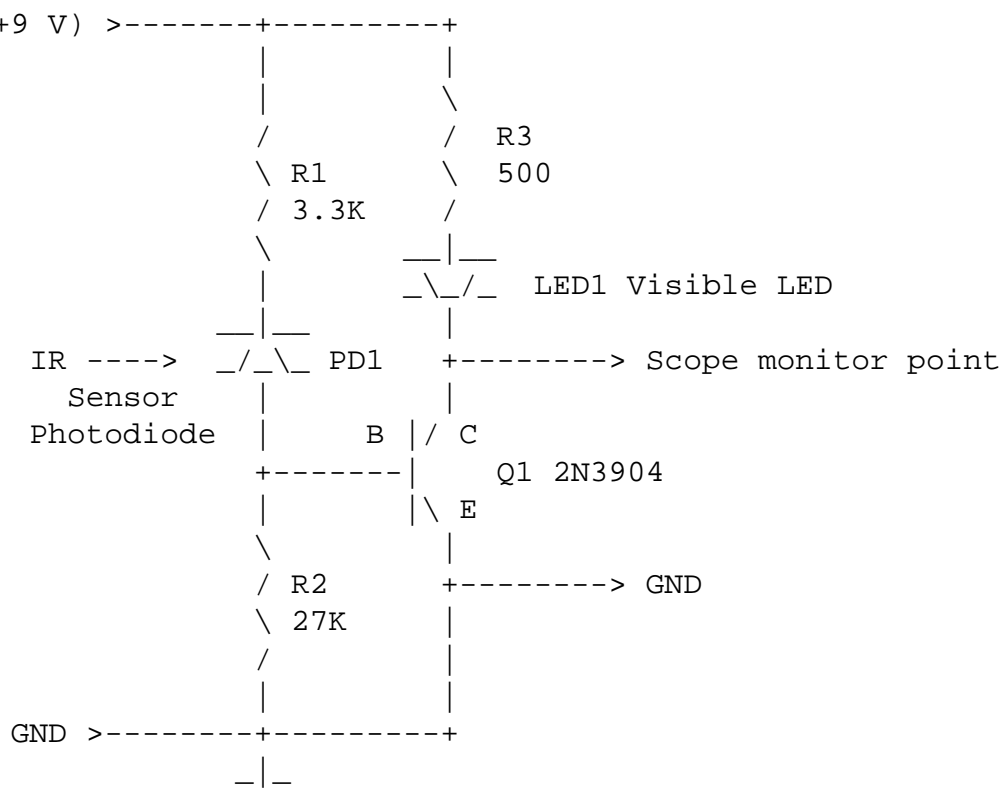 +9 V) >-------+---------+
R3
R1 500
3.3K
LED1 Visible LED
IR ----> PD1 +--------> Scope monitor point
Sensor
Photodiode B C
Q1 2N3904
E
R2 +--------> GND
27K
GND >--------+---------+